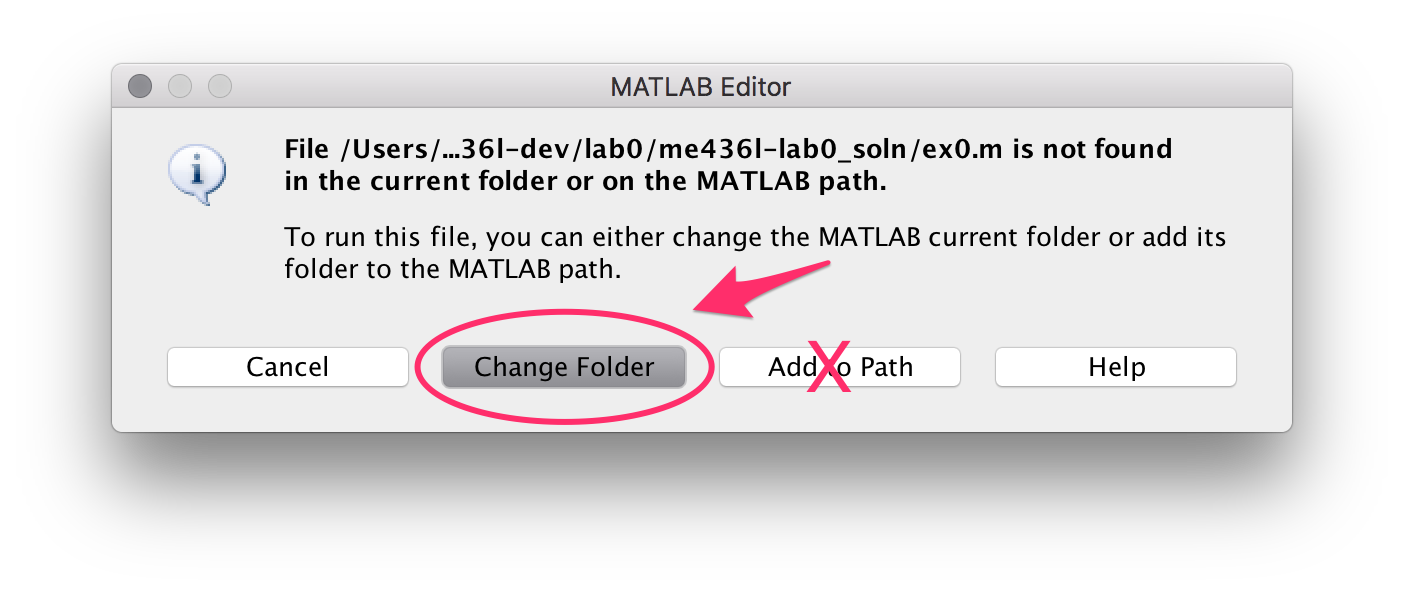 MATLAB Editor
File /Users/...36l-dev/lab0/me436l-lab0_soln/ex0.m is not found
in the current folder or on the MATLAB path.
To run this file, you can either change the MATLAB current folder or add its
folder to the MATLAB path.
Cancel
Change Folder
Add to Path
X
Help